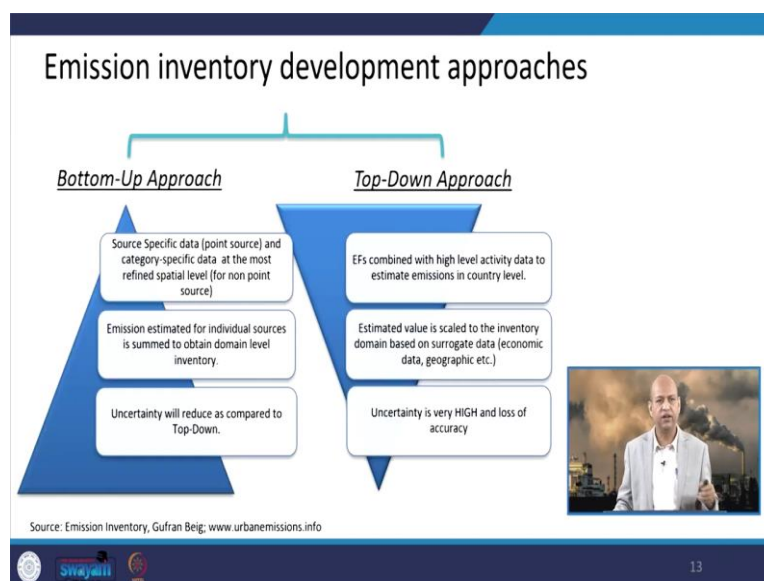 Emission inventory development approaches
Bottom-Up Approach
Source Specific data (point source) and
category-specific data at the most
refined spatial level (for non point
source)
Emission estimated for individual sources
is summed to obtain domain level
inventory.
Uncertainty will reduce as compared to
Top-Down.
Top-Down Approach
EFs combined with high level activity data to
estimate emissions in country level.
Estimated value is scaled to the inventory
domain based on surrogate data (economic
data, geographic etc.)
Uncertainty is very HIGH and loss of
accuracy
Source: Emission Inventory, Gufran Beig; www.urbanemissions.info
swayam
13